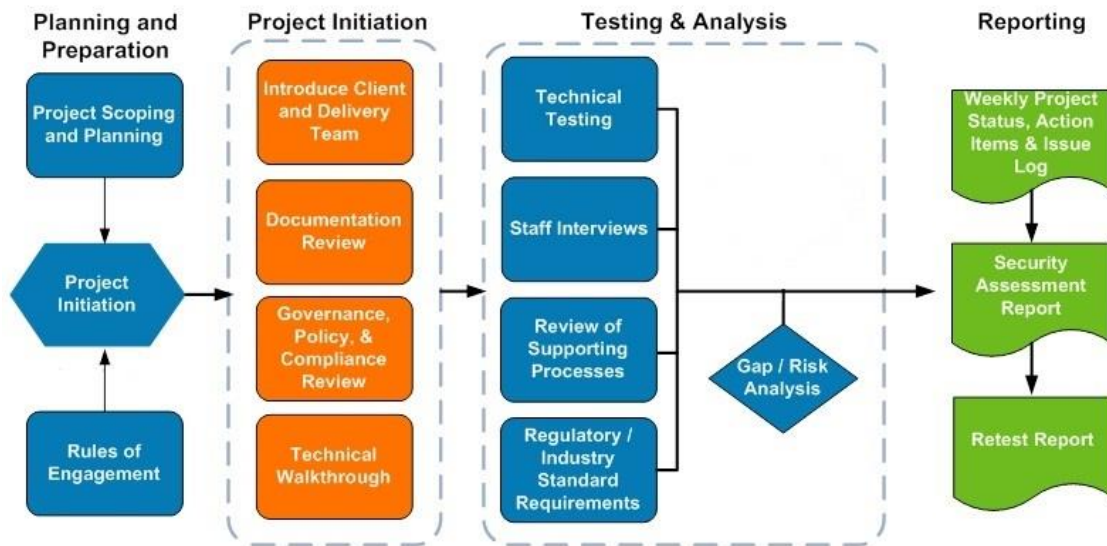 Planning and
Preparation
Project Scoping
and Planning
Project
Initiation
Rules of
Engagement
Project Initiation
Introduce Client
and Delivery
Team
Documentation
Review
Governance,
Policy, &
Compliance
Review
Technical
Walkthrough
Testing & Analysis
Technical
Testing
Staff Interviews
Review of
Supporting
Processes
Regulatory /
Industry
Standard
Requirements
Gap / Risk
Analysis
Reporting
Weekly Project
Status, Action
Items & Issue
Log
Security
Assessment
Report
Retest Report